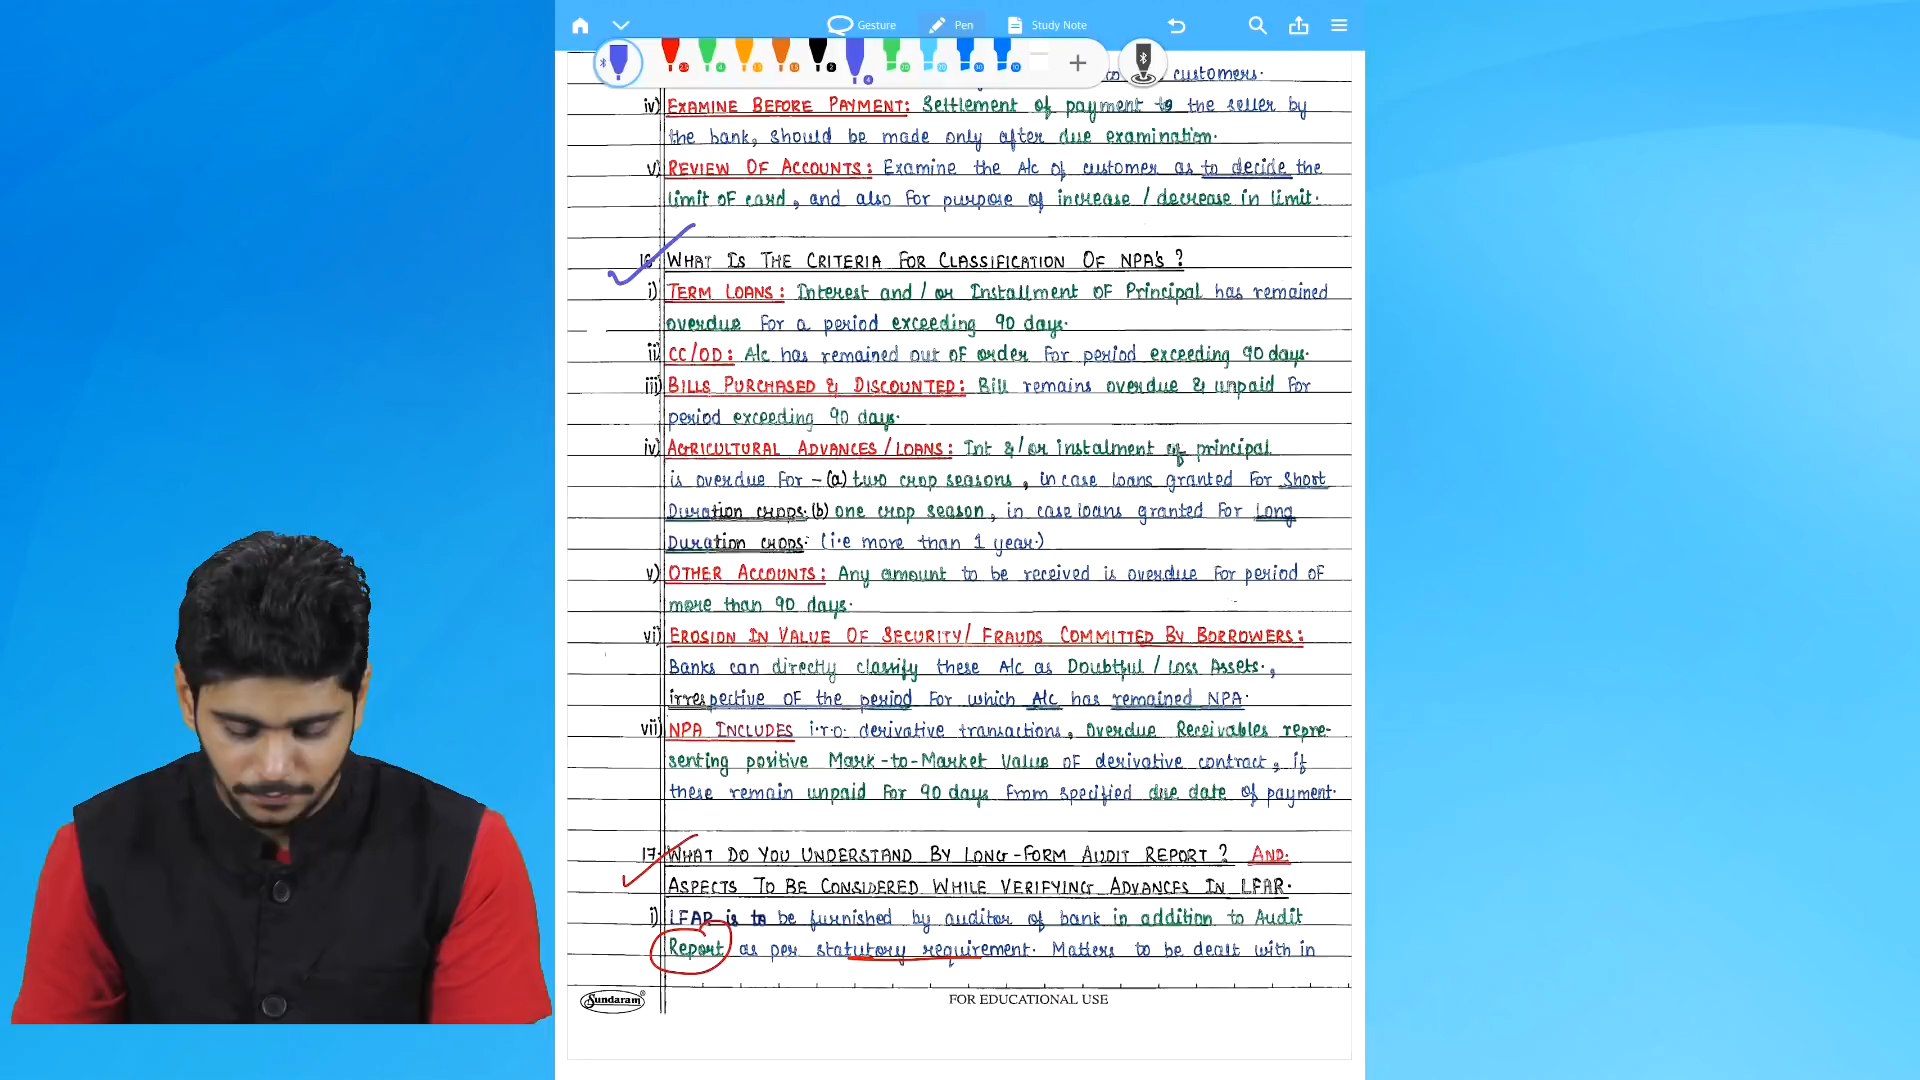 Gesture Pen Study Note
customers.
iv) EXAMINE BEFORE PAYMENT: Settlement of payment to the seller by
the bank, should be made only after due examination.
v) REVIEW OF ACCOUNTS: Examine the A/c of customer as to decide the
limit of card, and also for purpose of increase / decrease in limit.
16. WHAT IS THE CRITERIA FOR CLASSIFICATION OF NPA's ?
i) TERM LOANS: Interest and / or Installment of Principal has remained
overdue for a period exceeding 90 days.
ii) CC/OD: A/c has remained out of order for period exceeding 90 days.
iii) BILLS PURCHASED & DISCOUNTED: Bill remains overdue & unpaid for
period exceeding 90 days.
iv) AGRICULTURAL ADVANCES / LOANS: Int &/or instalment of principal
is overdue for - (a) two crop seasons, in case loans granted for Short
Duration crops. (b) one crop season, in case loans granted for Long
Duration crops. (i.e more than 1 year.)
v) OTHER ACCOUNTS: Any amount to be received is overdue for period of
more than 90 days.
vi) EROSION IN VALUE OF SECURITY/ FRAUDS COMMITTED BY BORROWERS:
Banks can directly classify these A/c as Doubtful / Loss Assets.,
irrespective of the period for which A/c has remained NPA.
vii) NPA INCLUDES i.r.o. derivative transactions, Overdue Receivables repre-
senting positive Mark-to-Market Value of derivative contract, if
these remain unpaid for 90 days from specified due date of payment.
17. WHAT DO YOU UNDERSTAND BY LONG-FORM AUDIT REPORT ? AND.
ASPECTS TO BE CONSIDERED WHILE VERIFYING ADVANCES IN LFAR.
i) LFAR is to be furnished by auditor of bank in addition to Audit
Report as per statutory requirement. Matters to be dealt with in
Sundaram
FOR EDUCATIONAL USE